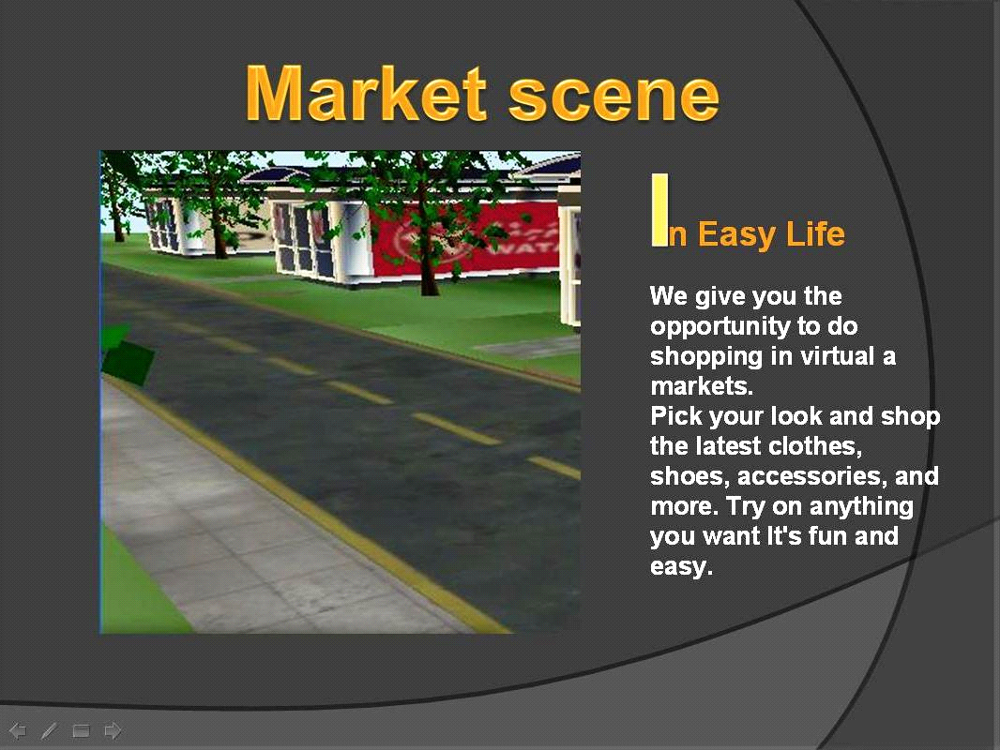 Market scene
In Easy Life
We give you the
opportunity to do
shopping in virtual a
markets.
Pick your look and shop
the latest clothes,
shoes, accessories, and
more. Try on anything
you want It's fun and
easy.